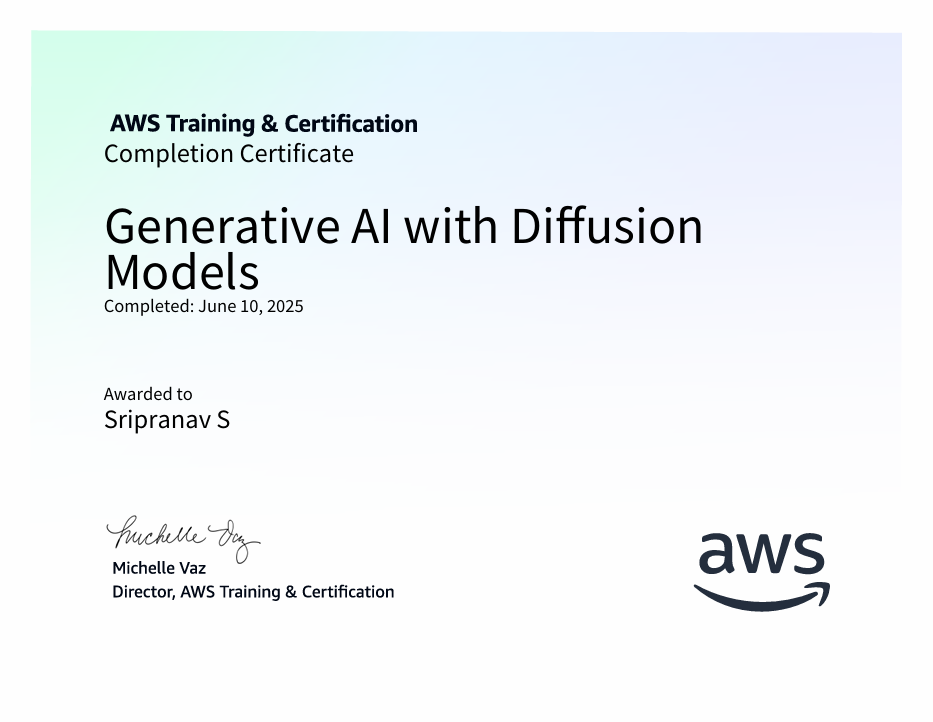 AWS Training & Certification
Completion Certificate
Generative AI with Diffusion
Models
Completed: June 10, 2025
Awarded to
Sripranav S
Michelle Vaz
Michelle Vaz
Director, AWS Training & Certification
aws